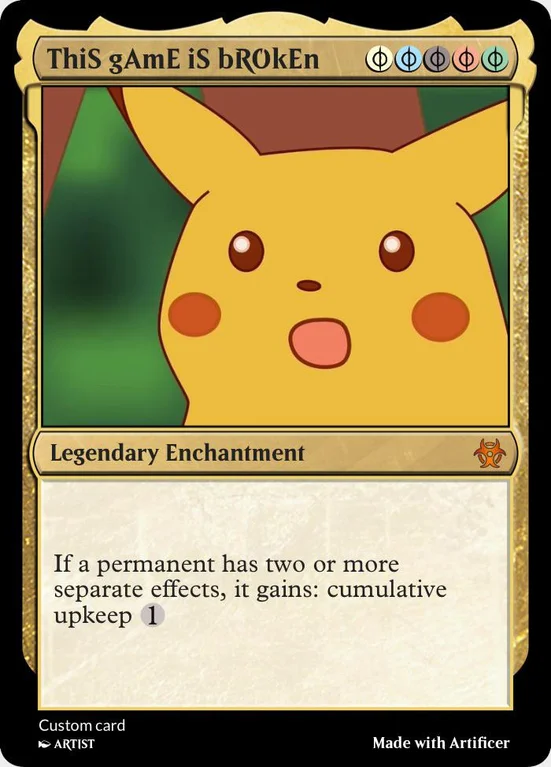 ThiS gAmE iS bROkEn
Legendary Enchantment
If a permanent has two or more
separate effects, it gains: cumulative
upkeep 1
Custom card
ARTIST
Made with Artificer